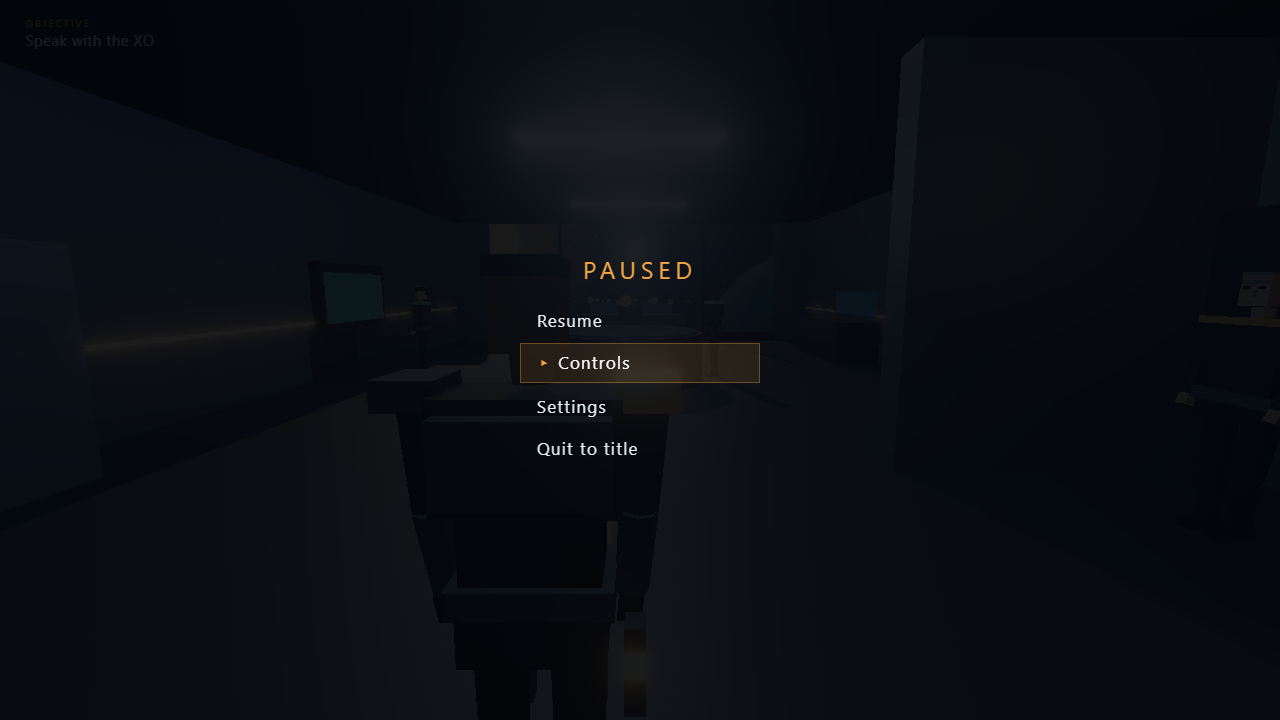 OBJECTIVE
Speak with the XO
PAUSED
Resume
▸ Controls
Settings
Quit to title